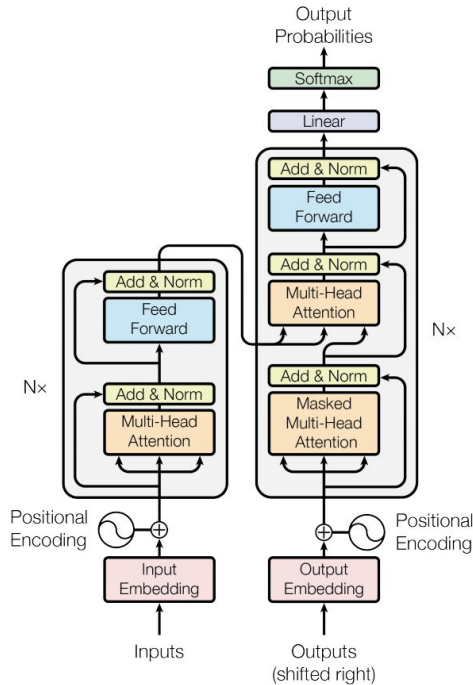 Output
Probabilities
Softmax
Linear
Add & Norm
Feed
Forward
Add & Norm
Multi-Head
Attention
Add & Norm
Masked
Multi-Head
Attention
N×
Add & Norm
Feed
Forward
Add & Norm
Multi-Head
Attention
N×
Positional
Encoding
Positional
Encoding
Input
Embedding
Output
Embedding
Inputs
Outputs
(shifted right)